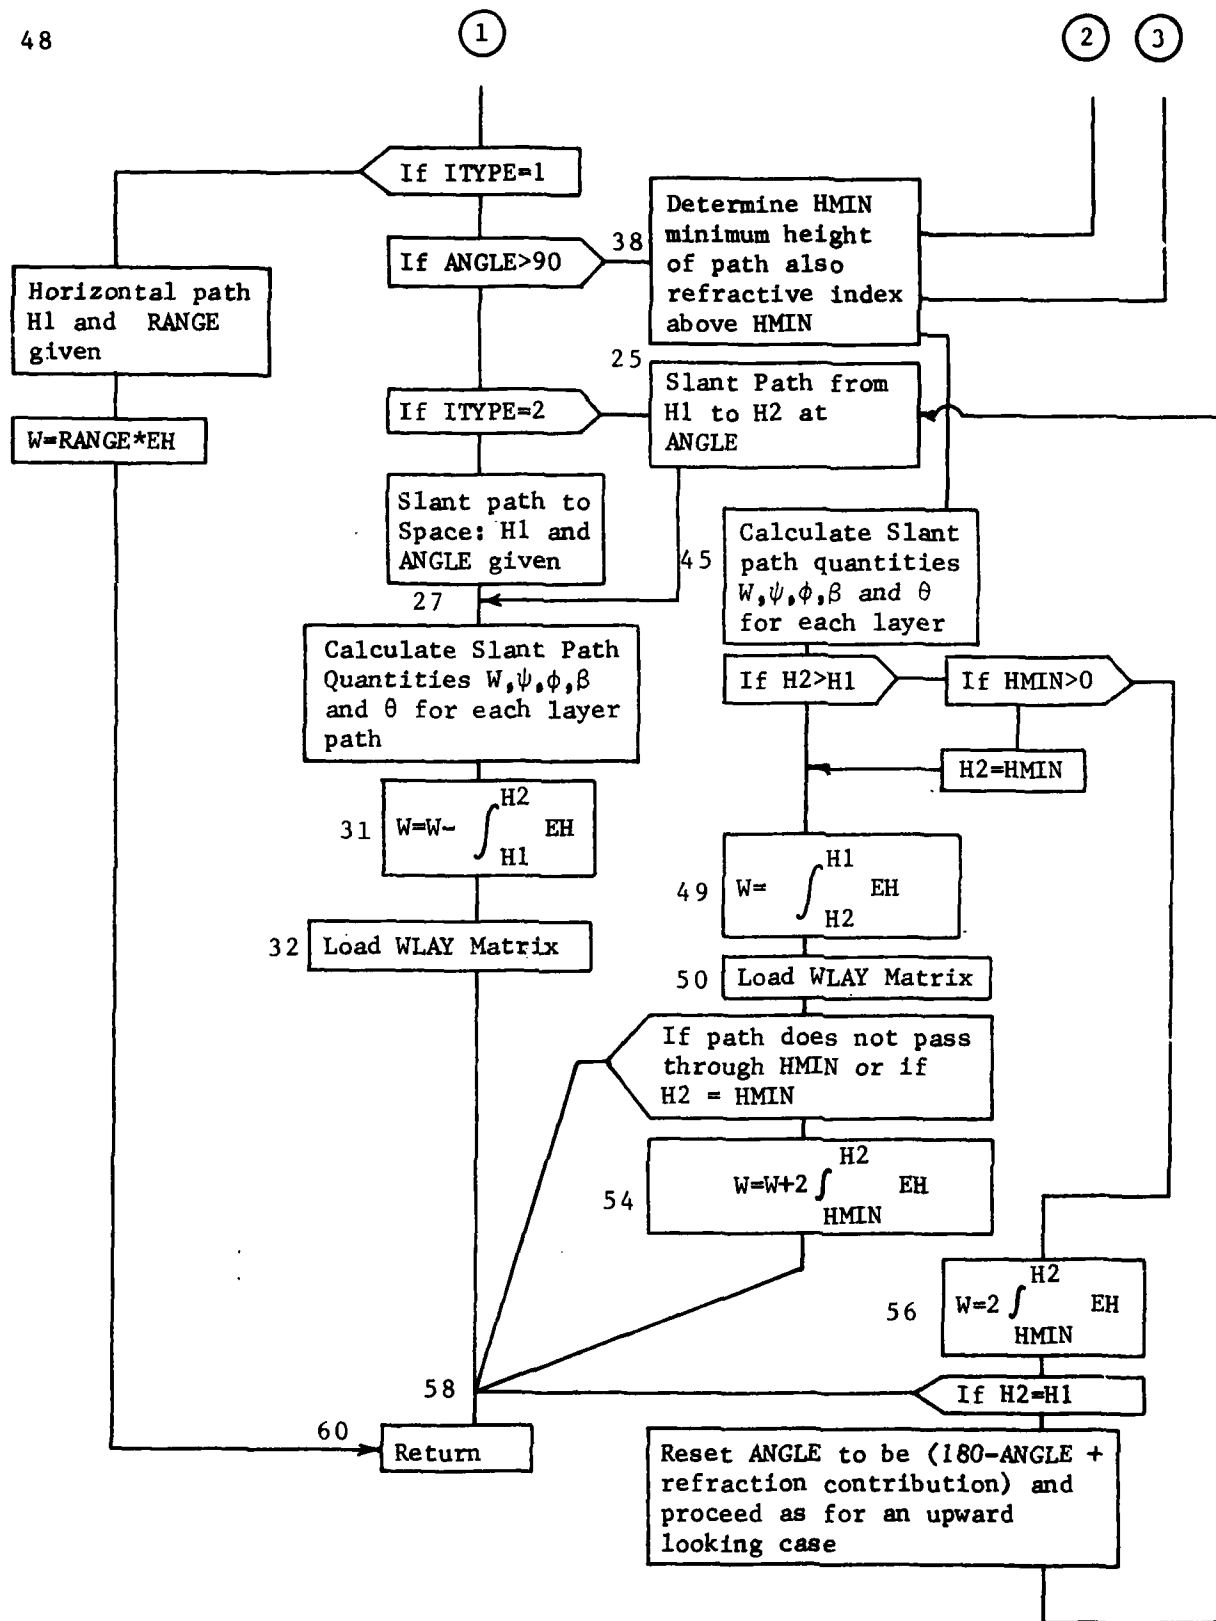 48
1
2
3
If ITYPE=1
Horizontal path
H1 and RANGE
given
W=RANGE*EH
If ANGLE>90
38
Determine HMIN
minimum height
of path also
refractive index
above HMIN
If ITYPE=2
25
Slant Path from
H1 to H2 at
ANGLE
Slant path to
Space: H1 and
ANGLE given
27
Calculate Slant Path
Quantities W,ψ,φ,β
and θ for each layer
path
31
W=W- ∫ H2 H1 EH
32
Load WLAY Matrix
45
Calculate Slant
path quantities
W,ψ,φ,β and θ
for each layer
If H2>H1
If HMIN>0
H2=HMIN
49
W= ∫ H1 H2 EH
50
Load WLAY Matrix
If path does not pass
through HMIN or if
H2 = HMIN
54
W=W+2 ∫ H2 HMIN EH
56
W=2 ∫ H2 HMIN EH
58
If H2=H1
60
Return
Reset ANGLE to be (180-ANGLE +
refraction contribution) and
proceed as for an upward
looking case